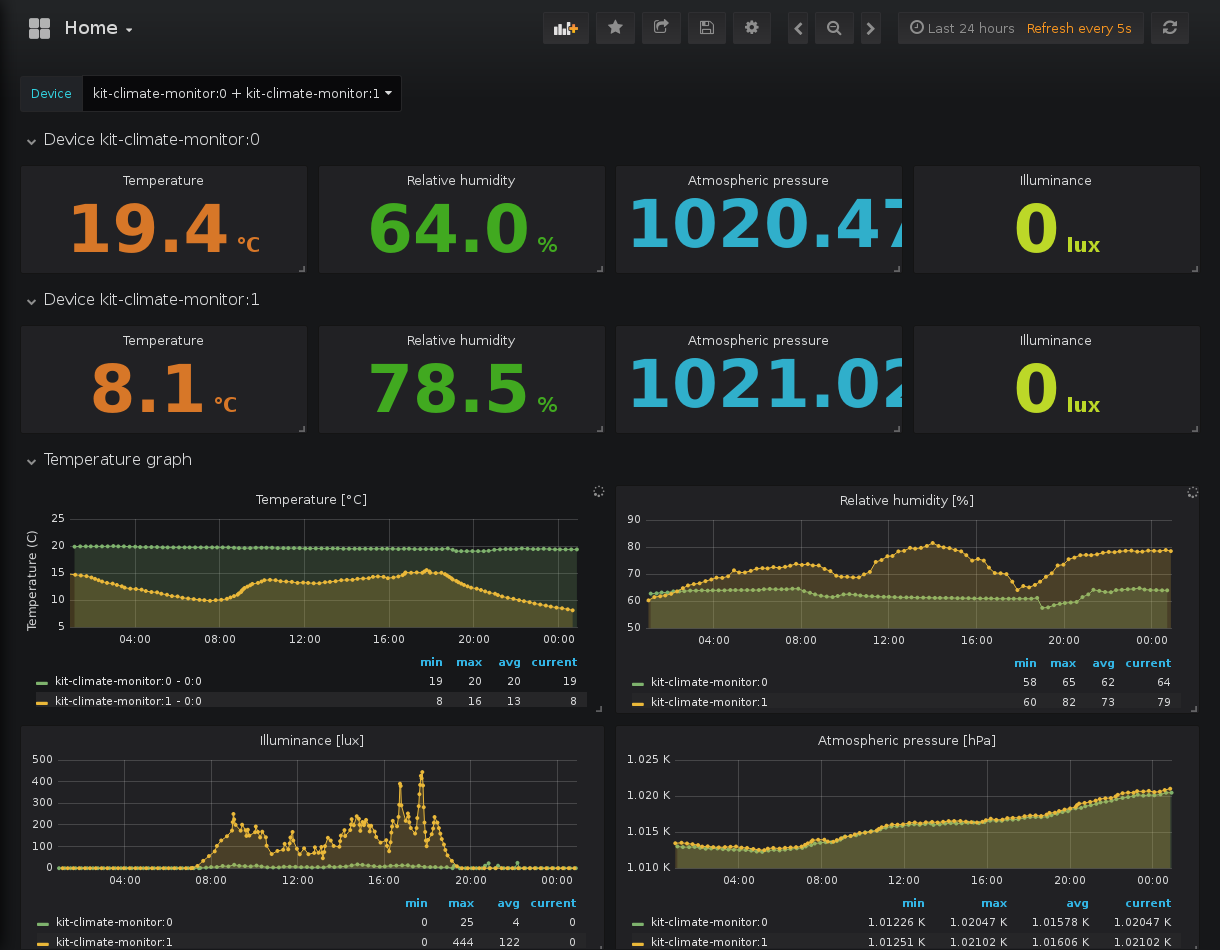 Home
Last 24 hours Refresh every 5s
Device kit-climate-monitor:0 + kit-climate-monitor:1
Device kit-climate-monitor:0
Temperature Relative humidity Atmospheric pressure Illuminance
19.4 °C 64.0 % 1020.47 0 lux
Device kit-climate-monitor:1
Temperature Relative humidity Atmospheric pressure Illuminance
8.1 °C 78.5 % 1021.02 0 lux
Temperature graph
Temperature [°C]
Temperature (C)
25
20
15
10
5
04:00 08:00 12:00 16:00 20:00 00:00
min max avg current
kit-climate-monitor:0 - 0:0 19 20 20 19
kit-climate-monitor:1 - 0:0 8 16 13 8
Relative humidity [%]
90
80
70
60
50
04:00 08:00 12:00 16:00 20:00 00:00
min max avg current
kit-climate-monitor:0 58 65 62 64
kit-climate-monitor:1 60 82 73 79
Illuminance [lux]
500
400
300
200
100
0
04:00 08:00 12:00 16:00 20:00 00:00
min max avg current
kit-climate-monitor:0 0 25 4 0
kit-climate-monitor:1 0 444 122 0
Atmospheric pressure [hPa]
1.025 K
1.020 K
1.015 K
1.010 K
04:00 08:00 12:00 16:00 20:00 00:00
min max avg current
kit-climate-monitor:0 1.01226 K 1.02047 K 1.01578 K 1.02047 K
kit-climate-monitor:1 1.01251 K 1.02102 K 1.01606 K 1.02102 K